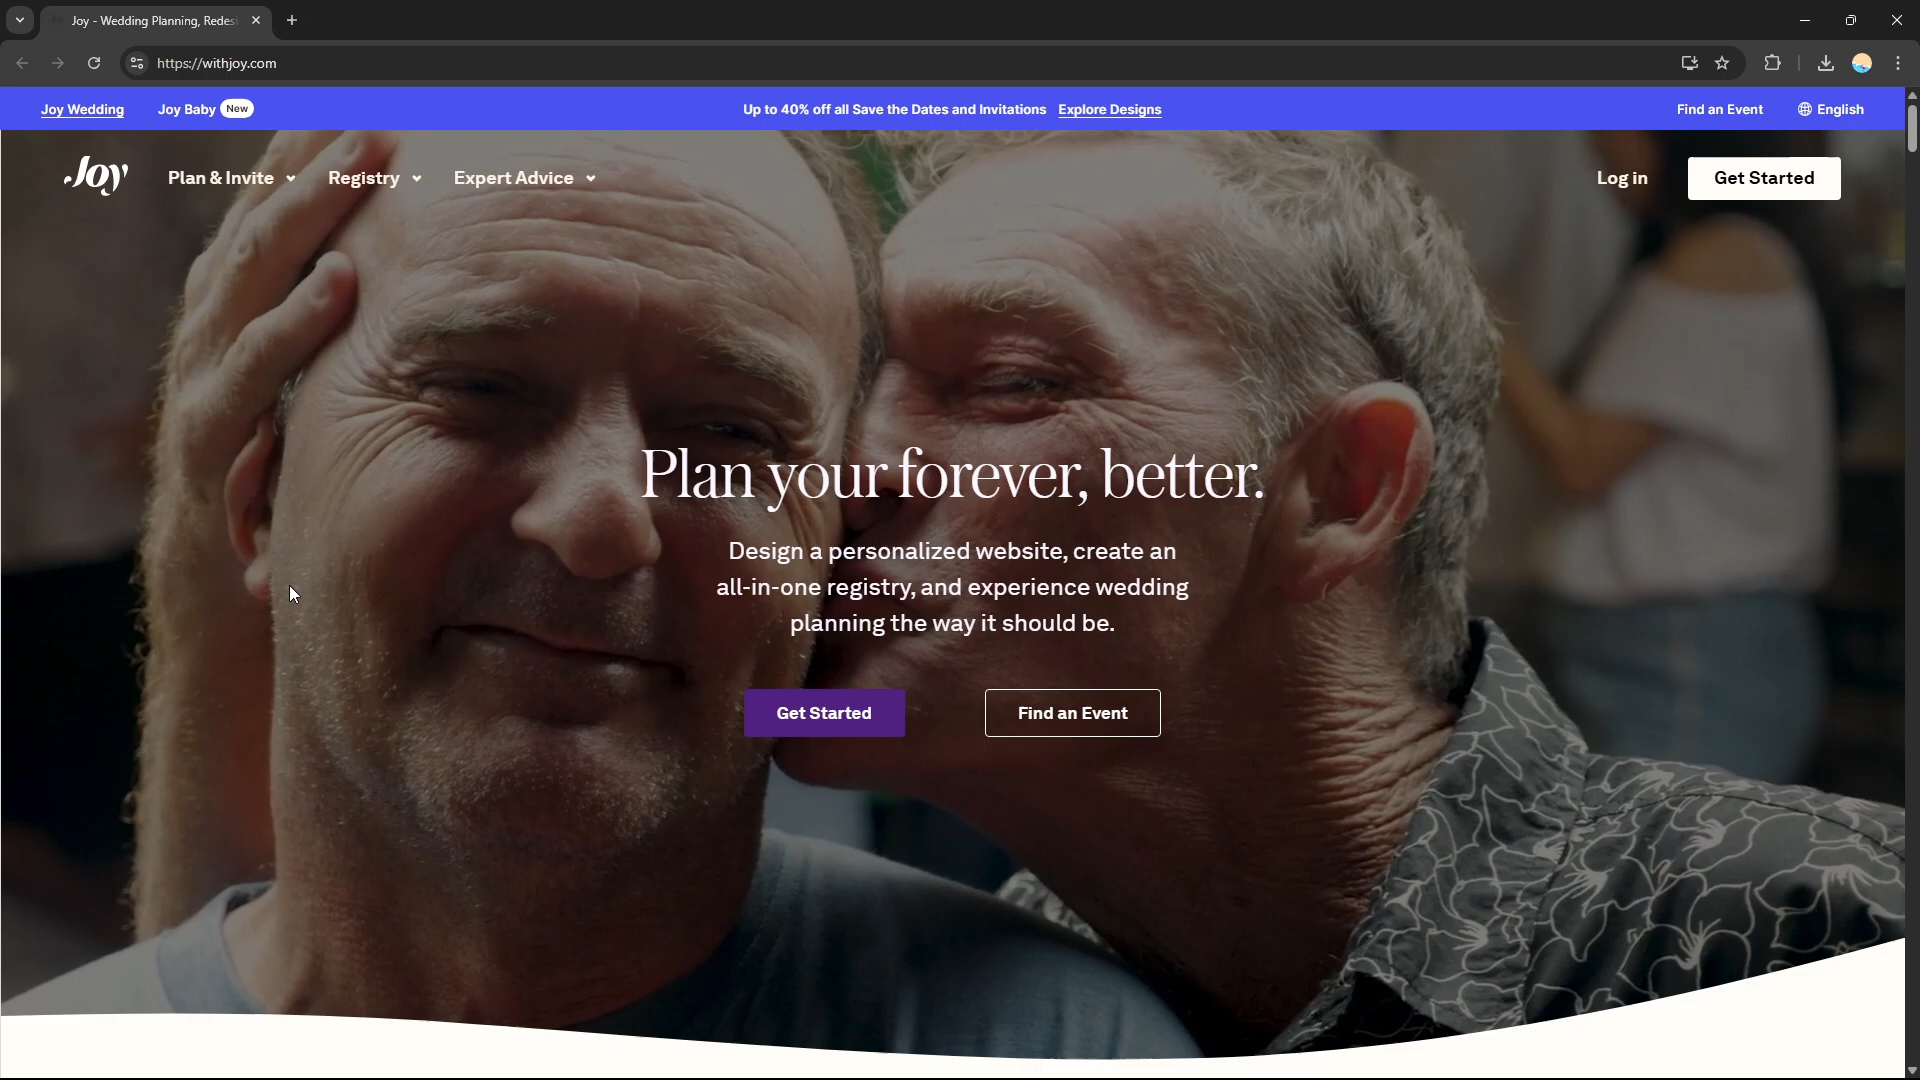 Joy - Wedding Planning, Redesi
https://withjoy.com
Joy Wedding
Joy Baby New
Up to 40% off all Save the Dates and Invitations Explore Designs
Find an Event
English
Joy
Plan & Invite
Registry
Expert Advice
Log in
Get Started
Plan your forever, better.
Design a personalized website, create an
all-in-one registry, and experience wedding
planning the way it should be.
Get Started
Find an Event